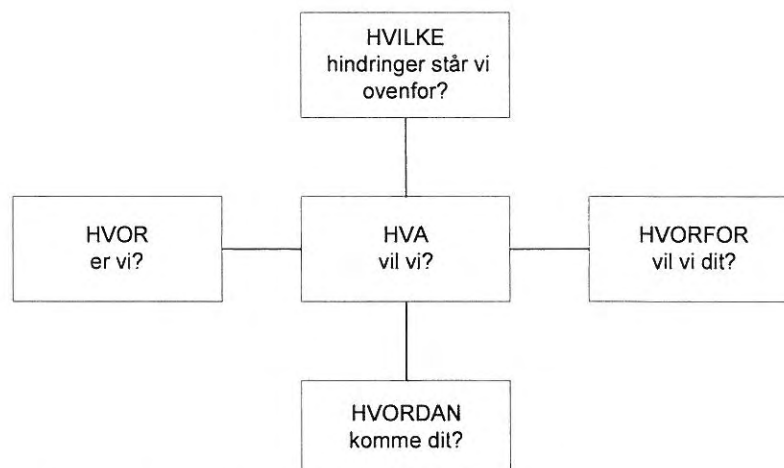 HVILKE
hindringer står vi
ovenfor?
HVOR
er vi?
HVA
vil vi?
HVORFOR
vil vi dit?
HVORDAN
komme dit?